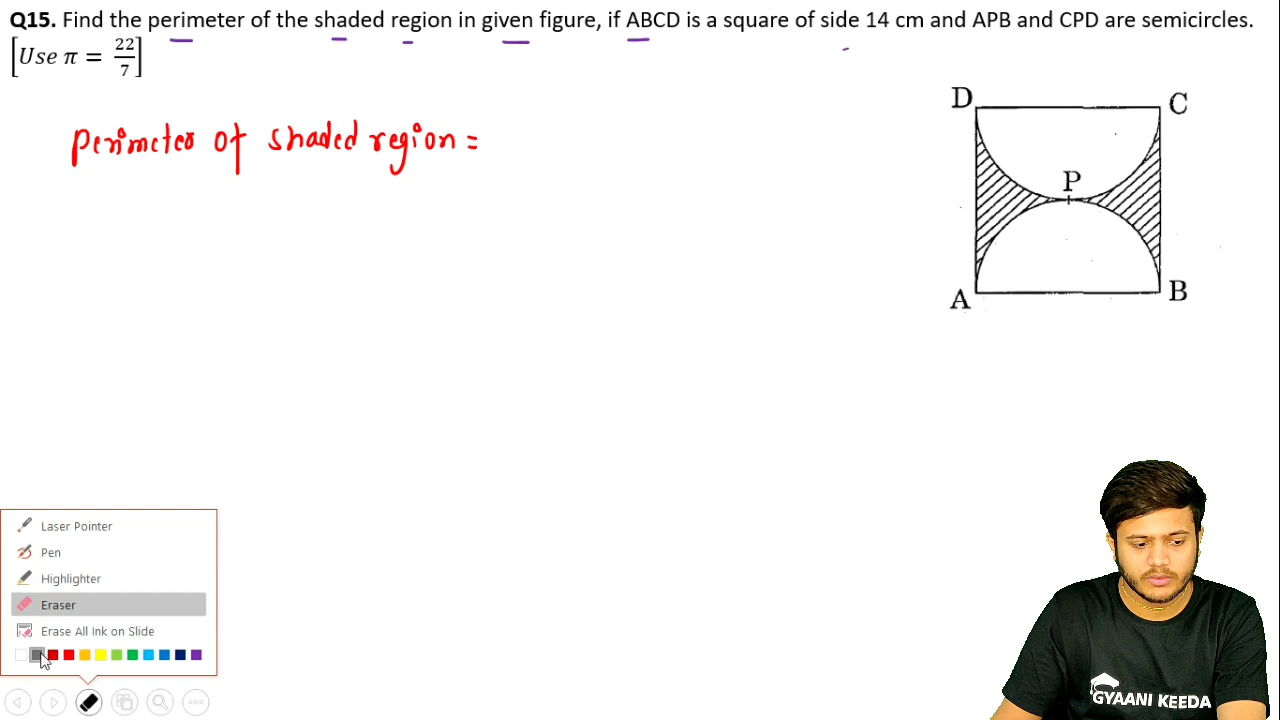 Q15. Find the perimeter of the shaded region in given figure, if ABCD is a square of side 14 cm and APB and CPD are semicircles.
[Use π = 22/7]
Perimeter of shaded region =
D
C
P
A
B
Laser Pointer
Pen
Highlighter
Eraser
Erase All Ink on Slide
GYAANI KEEDA